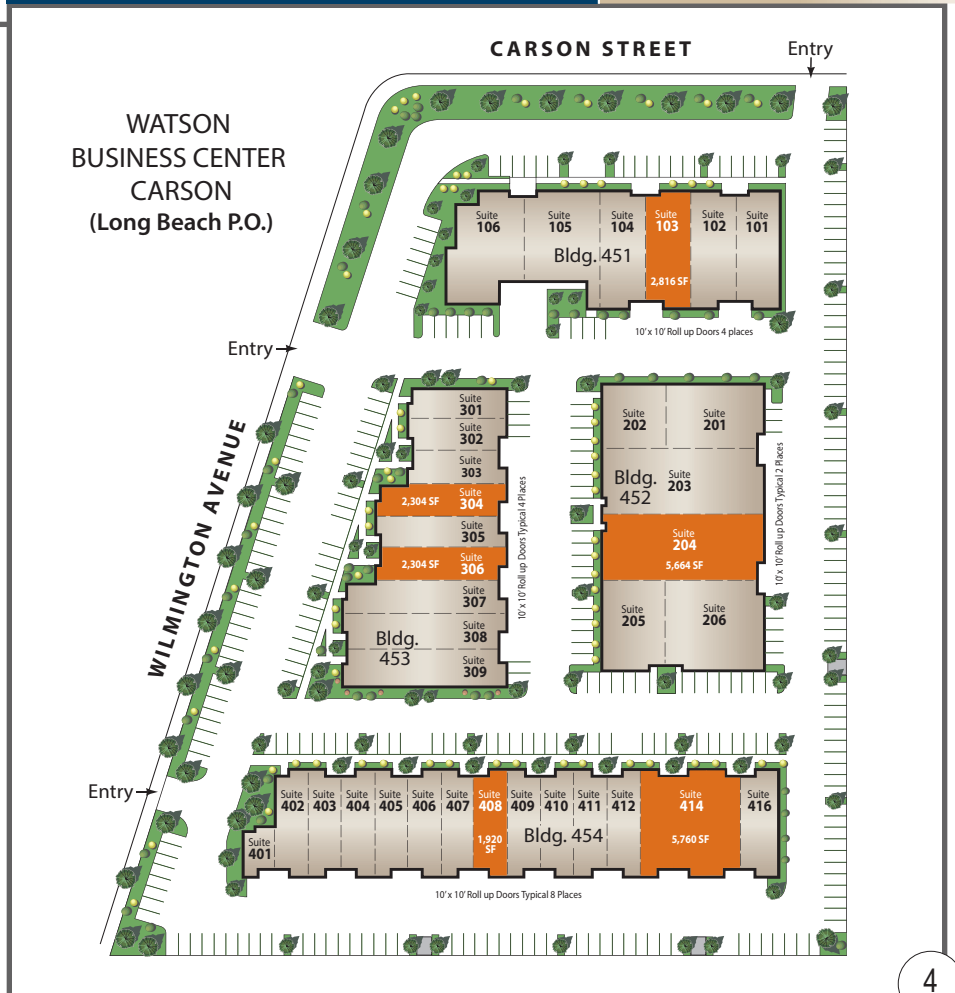 CARSON STREET
Entry
WATSON
BUSINESS CENTER
CARSON
(Long Beach P.O.)
Suite
106
Suite
105
Suite
104
Suite
103
Suite
102
Suite
101
Bldg. 451
2,816 SF
10' x 10' Roll up Doors 4 places
Entry
WILMINGTON AVENUE
Suite
301
Suite
302
Suite
303
2,304 SF
Suite
304
Suite
305
2,304 SF
Suite
306
Suite
307
Suite
308
Suite
309
Bldg.
453
10' x 10' Roll up Doors Typical 4 Places
Suite
202
Suite
201
Bldg.
452
Suite
203
Suite
204
5,664 SF
Suite
205
Suite
206
10' x 10' Roll up Doors Typical 2 Places
Entry
Suite
401
Suite
402
Suite
403
Suite
404
Suite
405
Suite
406
Suite
407
Suite
408
1,920
SF
Suite
409
Suite
410
Suite
411
Suite
412
Suite
414
5,760 SF
Suite
416
Bldg. 454
10' x 10' Roll up Doors Typical 8 Places
4